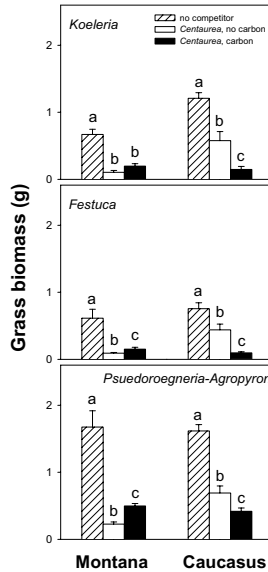 Koeleria
no competitor
Centaurea, no carbon
Centaurea, carbon
2
1
0
a
b
b
a
b
c
Festuca
2
1
0
a
b
c
a
b
c
Psuedoroegneria-Agropyron
2
1
0
a
b
c
a
b
c
Grass biomass (g)
Montana
Caucasus